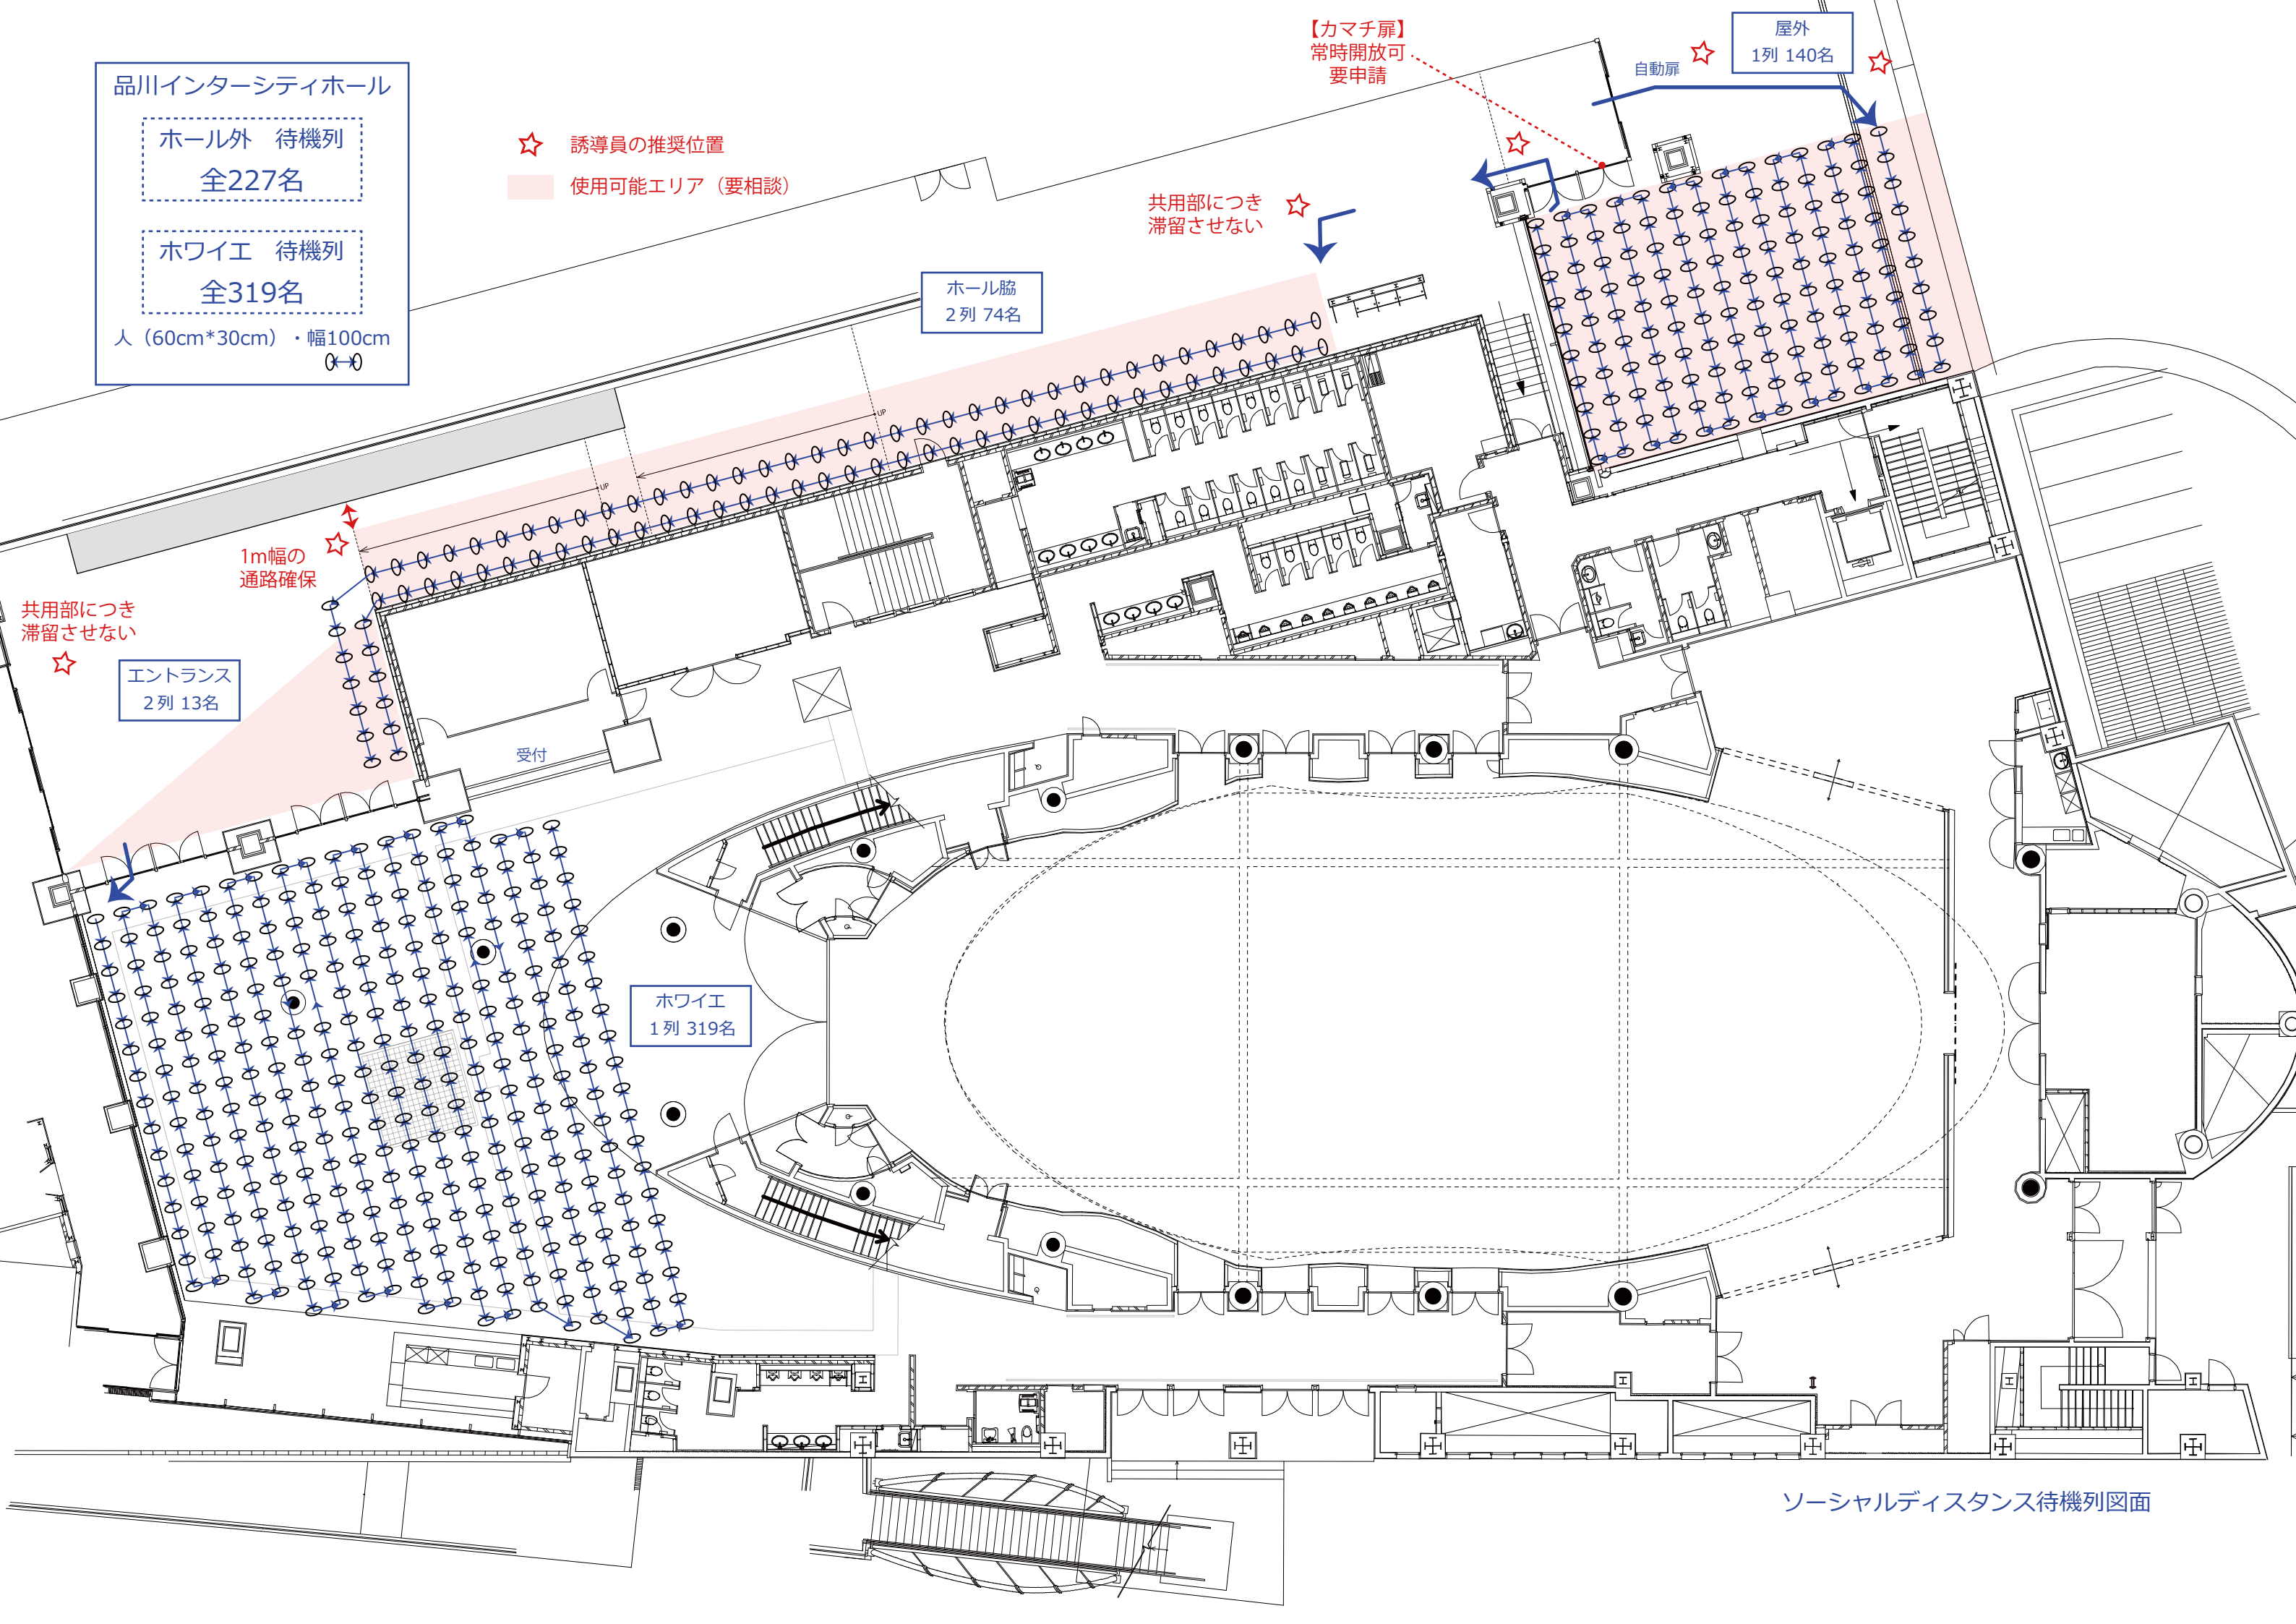 品川インターシティホール
ホール外　待機列
全227名
ホワイエ　待機列
全319名
人（60cm*30cm）・幅100cm
誘導員の推奨位置
使用可能エリア（要相談）
【カマチ扉】
常時開放可
要申請
自動扉
屋外
1列 140名
共用部につき
滞留させない
ホール脇
２列 74名
UP
UP
1m幅の
通路確保
共用部につき
滞留させない
エントランス
２列 13名
受付
ホワイエ
１列 319名
ソーシャルディスタンス待機列図面